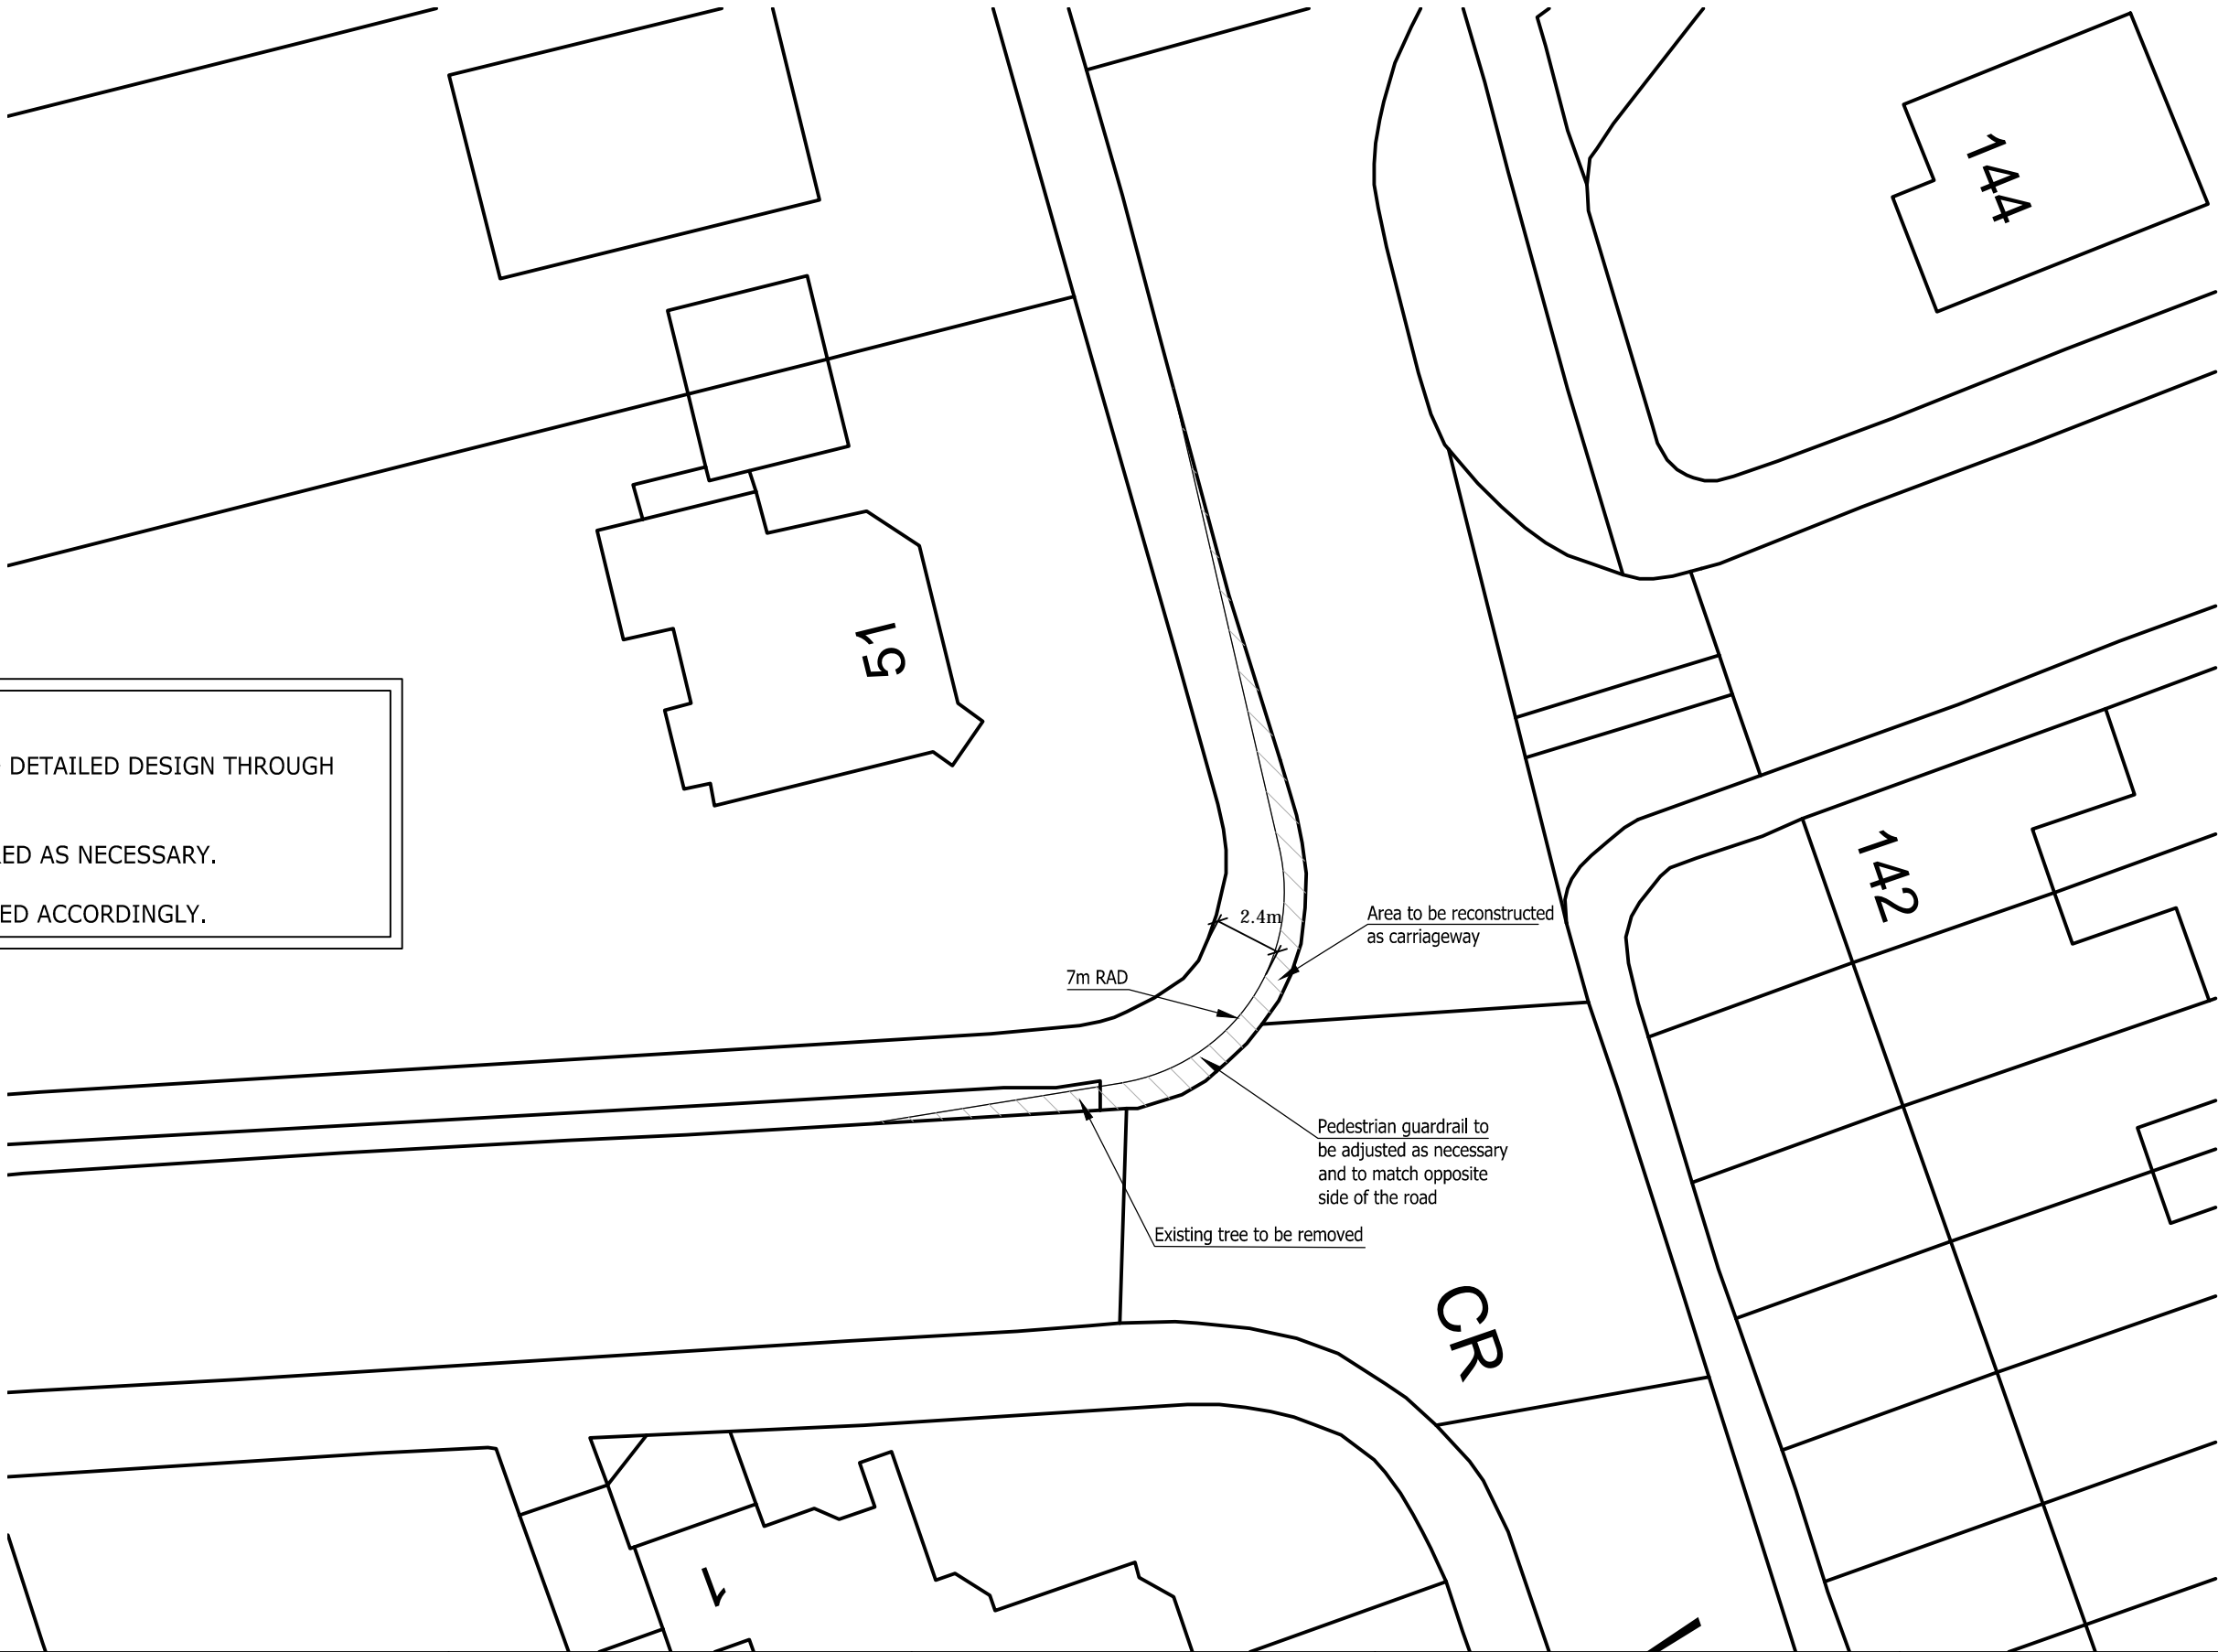 144
15
DETAILED DESIGN THROUGH
ED AS NECESSARY.
ED ACCORDINGLY.
142
2.4m
Area to be reconstructed
as carriageway
7m RAD
Pedestrian guardrail to
be adjusted as necessary
and to match opposite
side of the road
Existing tree to be removed
CR
1